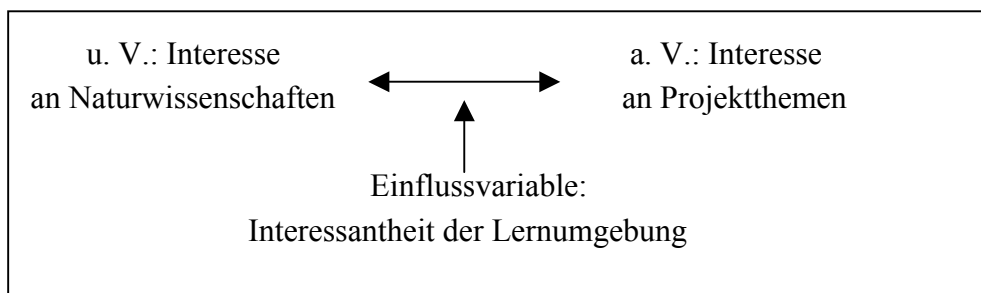 u. V.: Interesse
an Naturwissenschaften
a. V.: Interesse
an Projektthemen
Einflussvariable:
Interessantheit der Lernumgebung